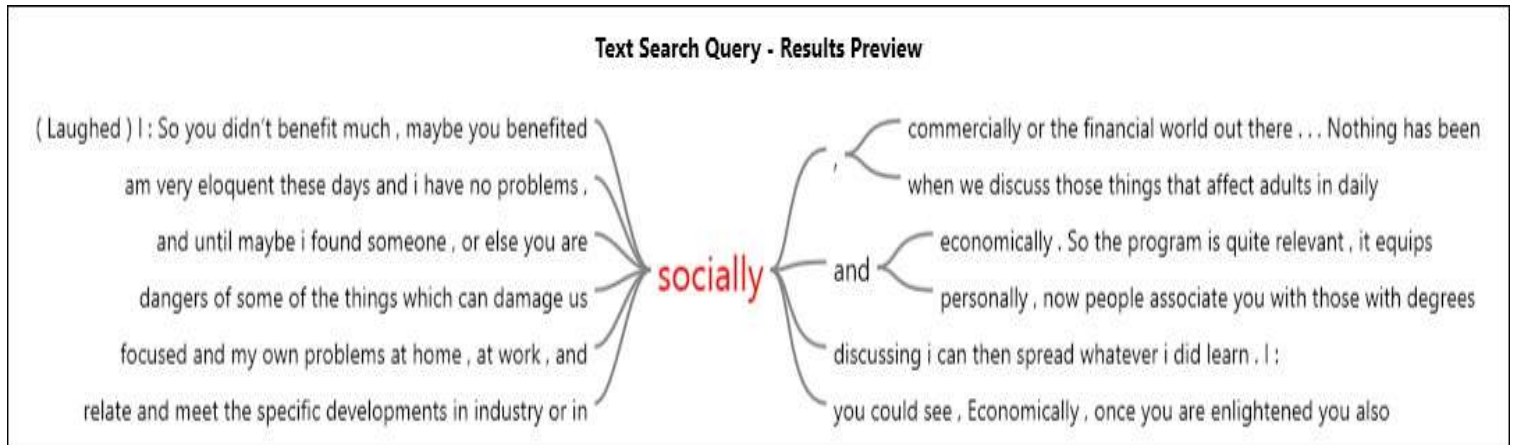 Text Search Query - Results Preview
( Laughed ) I : So you didn't benefit much , maybe you benefited
am very eloquent these days and i have no problems ,
and until maybe i found someone , or else you are
dangers of some of the things which can damage us
focused and my own problems at home , at work , and
relate and meet the specific developments in industry or in
socially
,
commercially or the financial world out there . . . Nothing has been
when we discuss those things that affect adults in daily
and
economically . So the program is quite relevant , it equips
personally , now people associate you with those with degrees
discussing i can then spread whatever i did learn . I :
you could see , Economically , once you are enlightened you also